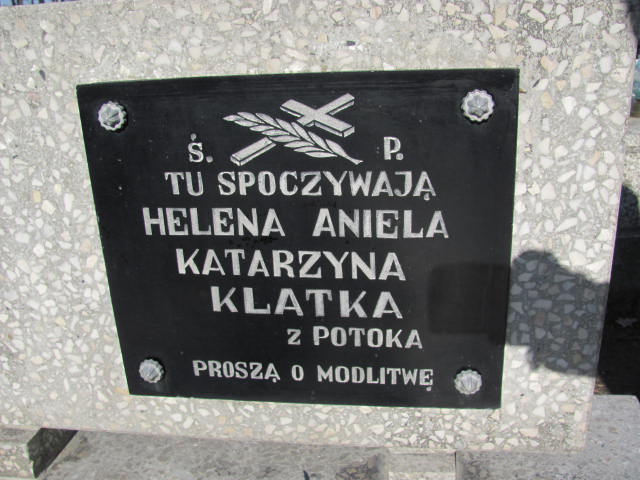 Ś. P.
TU SPOCZYWAJĄ
HELENA ANIELA
KATARZYNA
KLATKA
Z POTOKA
PROSZĄ O MODLITWĘ